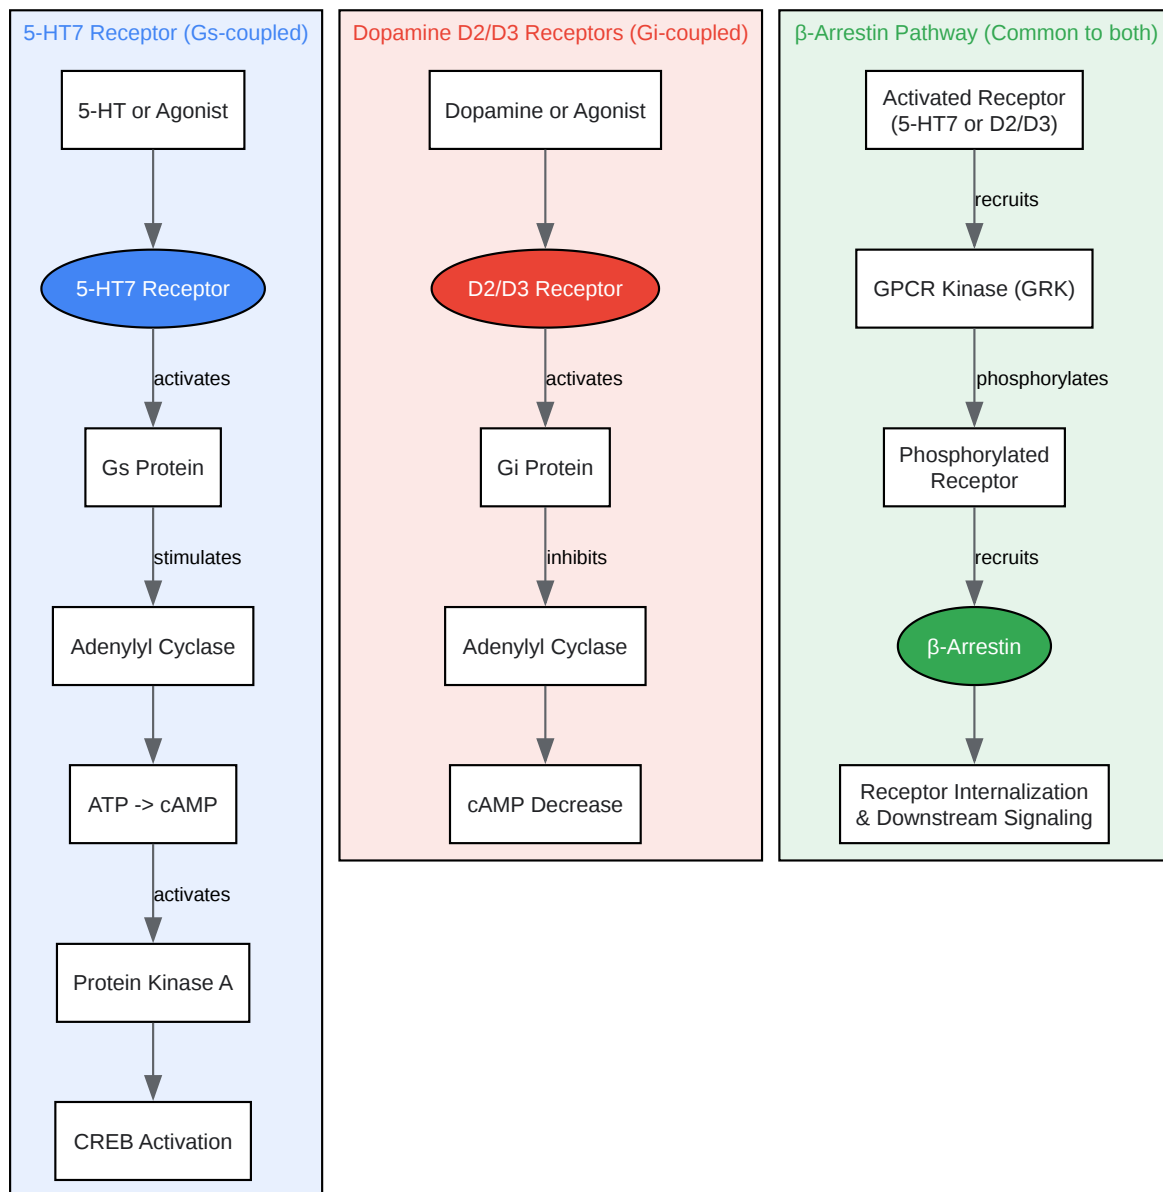 5-HT7 Receptor (Gs-coupled)
5-HT or Agonist
5-HT7 Receptor
activates
Gs Protein
stimulates
Adenylyl Cyclase
ATP -> cAMP
activates
Protein Kinase A
CREB Activation
Dopamine D2/D3 Receptors (Gi-coupled)
Dopamine or Agonist
D2/D3 Receptor
activates
Gi Protein
inhibits
Adenylyl Cyclase
cAMP Decrease
β-Arrestin Pathway (Common to both)
Activated Receptor
(5-HT7 or D2/D3)
recruits
GPCR Kinase (GRK)
phosphorylates
Phosphorylated
Receptor
recruits
β-Arrestin
Receptor Internalization
& Downstream Signaling